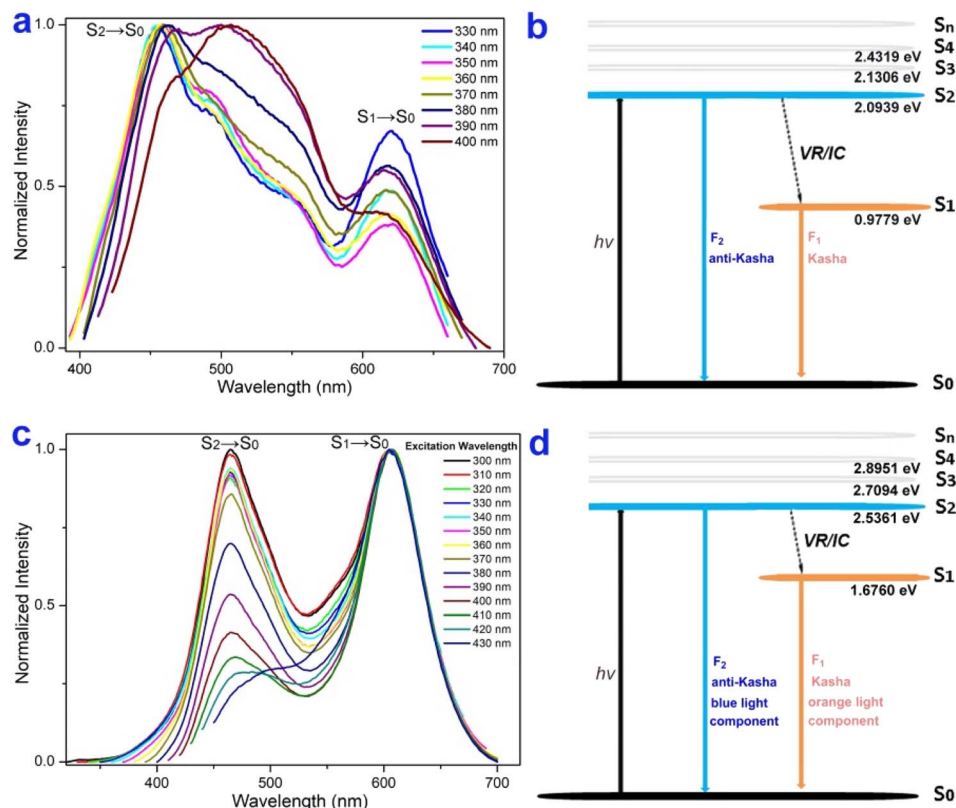 a
S₂→S₀
S₁→S₀
330 nm
340 nm
350 nm
360 nm
370 nm
380 nm
390 nm
400 nm
1.0
0.5
0.0
Normalized Intensity
400
500
600
700
Wavelength (nm)
b
Sn
S4
2.4319 eV
S3
2.1306 eV
S2
2.0939 eV
VR/IC
S1
0.9779 eV
hv
F₂
anti-Kasha
F₁
Kasha
S0
c
S₂→S₀
S₁→S₀
Excitation Wavelength
300 nm
310 nm
320 nm
330 nm
340 nm
350 nm
360 nm
370 nm
380 nm
390 nm
400 nm
410 nm
420 nm
430 nm
1.0
0.5
0.0
Normalized Intensity
400
500
600
700
Wavelength (nm)
d
Sn
S4
2.8951 eV
S3
2.7094 eV
S2
2.5361 eV
VR/IC
S1
1.6760 eV
hv
F₂
anti-Kasha
blue light
component
F₁
Kasha
orange light
component
S0